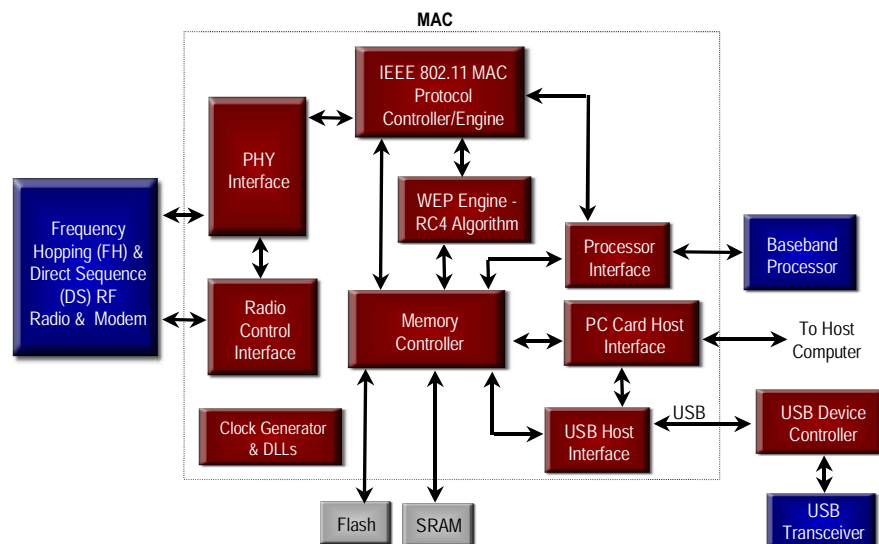 MAC
IEEE 802.11 MAC
Protocol
Controller/Engine
PHY
Interface
WEP Engine -
RC4 Algorithm
Frequency
Hopping (FH) &
Direct Sequence
(DS) RF
Radio & Modem
Processor
Interface
Baseband
Processor
Radio
Control
Interface
Memory
Controller
PC Card Host
Interface
To Host
Computer
Clock Generator
& DLLs
USB Host
Interface
USB
USB Device
Controller
Flash
SRAM
USB
Transceiver